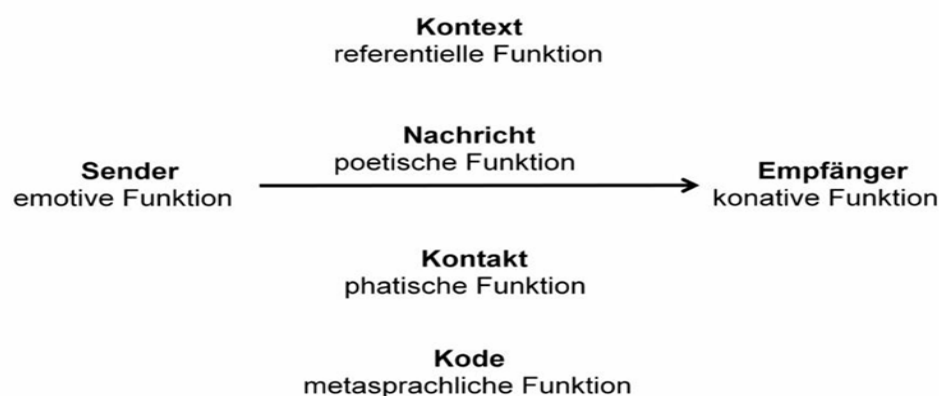 Kontext
referentielle Funktion
Nachricht
poetische Funktion
Sender
emotive Funktion
Empfänger
konative Funktion
Kontakt
phatische Funktion
Kode
metasprachliche Funktion